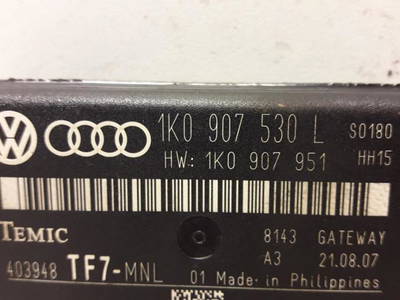 1K0 907 530 L S0180
HW: 1K0 907 951 HH15
TEMIC 8143 GATEWAY
A3 21.08.07
403948 TF7-MNL 01 Made in Philippines